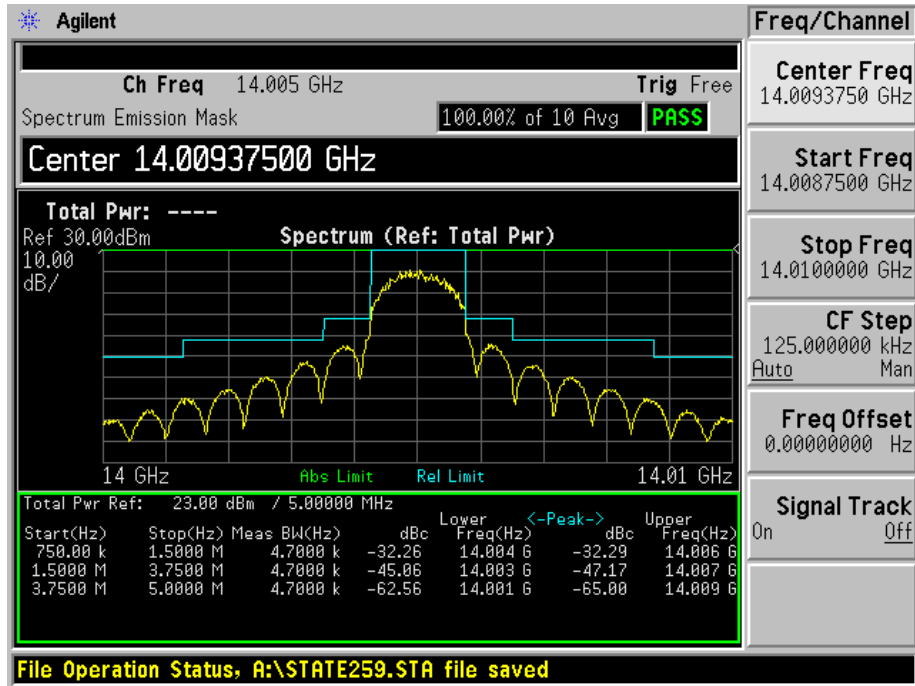 Agilent
Freq/Channel
Ch Freq 14.005 GHz Trig Free
Spectrum Emission Mask 100.00% of 10 Avg PASS
Center 14.00937500 GHz
Total Pwr: ----
Ref 30.00dBm Spectrum (Ref: Total Pwr)
10.00
dB/
14 GHz Abs Limit Rel Limit 14.01 GHz
Total Pwr Ref: 23.00 dBm / 5.00000 MHz
Lower <-Peak-> Upper
Start(Hz) Stop(Hz) Meas BW(Hz) dBc Freq(Hz) dBc Freq(Hz)
750.00 k 1.5000 M 4.7000 k -32.26 14.004 G -32.29 14.006 G
1.5000 M 3.7500 M 4.7000 k -45.06 14.003 G -47.17 14.007 G
3.7500 M 5.0000 M 4.7000 k -62.56 14.001 G -65.00 14.009 G
Center Freq
14.0093750 GHz
Start Freq
14.0087500 GHz
Stop Freq
14.0100000 GHz
CF Step
125.000000 kHz
Auto Man
Freq Offset
0.00000000 Hz
Signal Track
On Off
File Operation Status, A:\STATE259.STA file saved